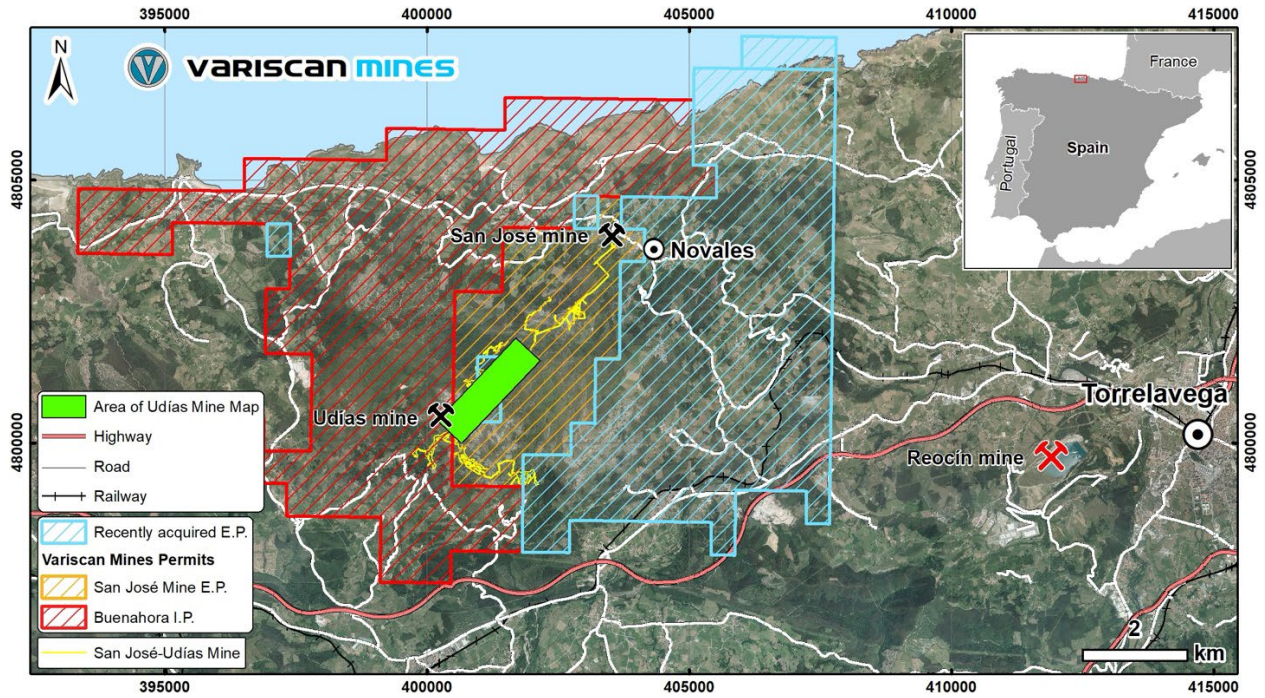 395000 400000 405000 410000 415000
N
VARISCAN MINES
France
Portugal
Spain
4805000
4805000
San José mine
Novales
Udías mine
Torrelavega
Reocín mine
4800000
4800000
Area of Udías Mine Map
Highway
Road
Railway
Recently acquired E.P.
Variscan Mines Permits
San José Mine E.P.
Buenahora I.P.
San José-Udías Mine
2
km
395000 400000 405000 410000 415000